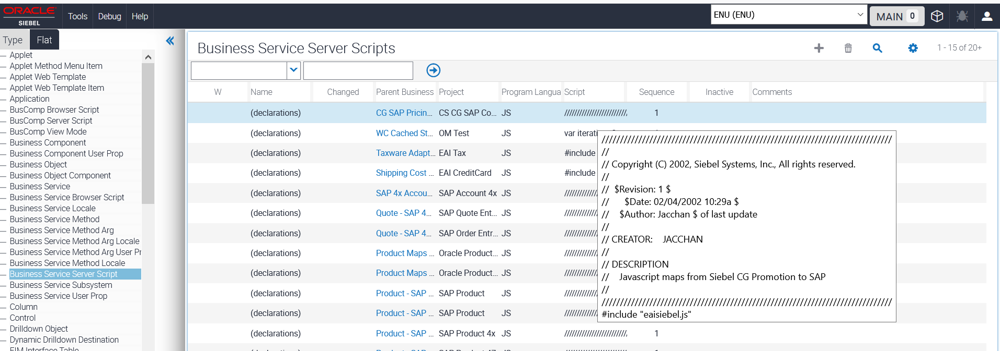 ORACLE
SIEBEL
Tools Debug Help
ENU (ENU)
MAIN 0
Type Flat
Applet
Applet Method Menu Item
Applet Web Template
Applet Web Template Item
Application
BusComp Browser Script
BusComp Server Script
BusComp View Mode
Business Component
Business Component User Prop
Business Object
Business Object Component
Business Service
Business Service Browser Script
Business Service Locale
Business Service Method
Business Service Method Arg
Business Service Method Arg Locale
Business Service Method Arg User Pr
Business Service Method Locale
Business Service Server Script
Business Service Subsystem
Business Service User Prop
Column
Control
Drilldown Object
Dynamic Drilldown Destination
EIM Interface Table
Business Service Server Scripts
1 - 15 of 20+
W Name Changed Parent Business Project Program Langua Script Sequence Inactive Comments
(declarations) CG SAP Pricin... CS CG SAP Co... JS ///////////////////////// 1
(declarations) WC Cached St... OM Test JS var iterati
(declarations) Taxware Adapt... EAI Tax JS #include
(declarations) Shipping Cost ... EAI CreditCard JS #include
(declarations) SAP 4x Accou... SAP Account 4x JS /////////////
(declarations) Quote - SAP 4... SAP Quote Ent... JS /////////////
(declarations) Quote - SAP 4... SAP Order Entr... JS /////////////
(declarations) Product Maps ... Oracle Product... JS /////////////
(declarations) Product Maps ... Oracle Product... JS /////////////
(declarations) Product - SAP ... SAP Product JS /////////////
(declarations) Product - SAP ... SAP Product JS /////////////
(declarations) Product - SAP ... SAP Product 4x JS ///////////////////////// 1
////////////////////////////////////////////////////////////////////////////////
//
// Copyright (C) 2002, Siebel Systems, Inc., All rights reserved.
//
// $Revision: 1 $
// $Date: 02/04/2002 10:29a $
// $Author: Jacchan $ of last update
//
// CREATOR: JACCHAN
//
// DESCRIPTION
// Javascript maps from Siebel CG Promotion to SAP
//
////////////////////////////////////////////////////////////////////////////////
#include "eaisiebel.js"